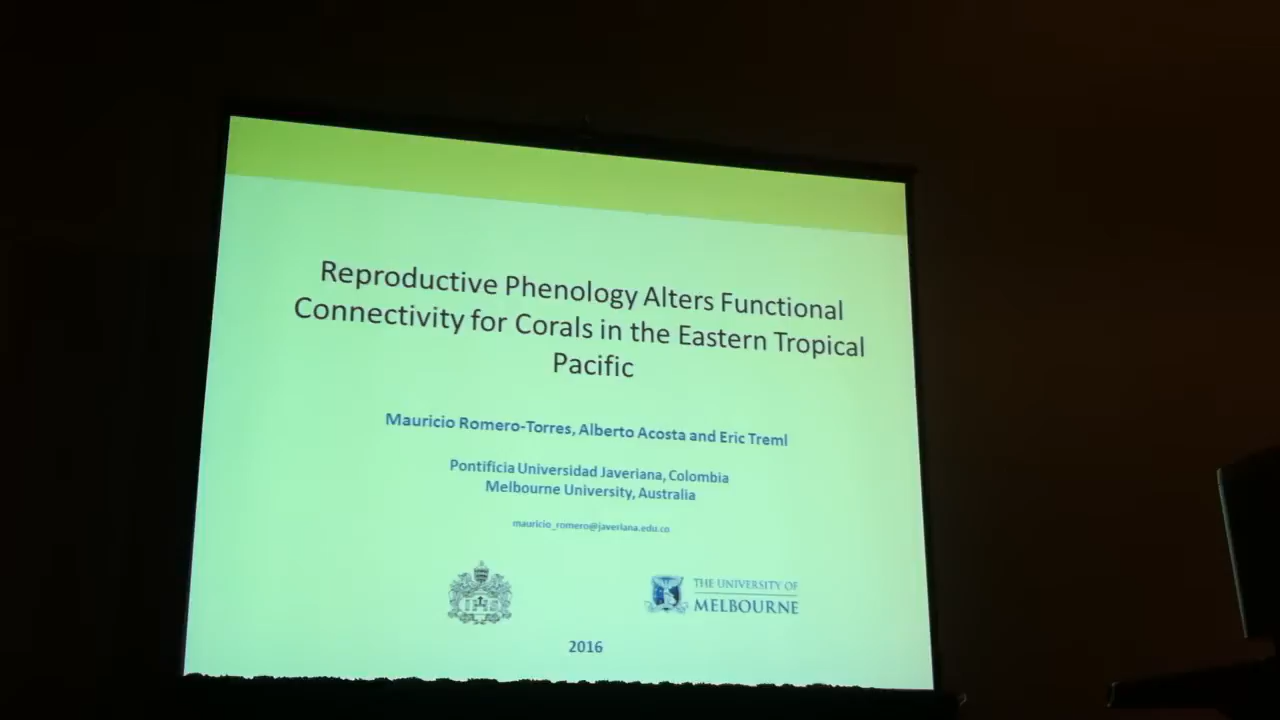 Reproductive Phenology Alters Functional
Connectivity for Corals in the Eastern Tropical
Pacific
Mauricio Romero-Torres, Alberto Acosta and Eric Treml
Pontificia Universidad Javeriana, Colombia
Melbourne University, Australia
mauricio_romero@javeriana.edu.co
IHS
THE UNIVERSITY OF
MELBOURNE
2016